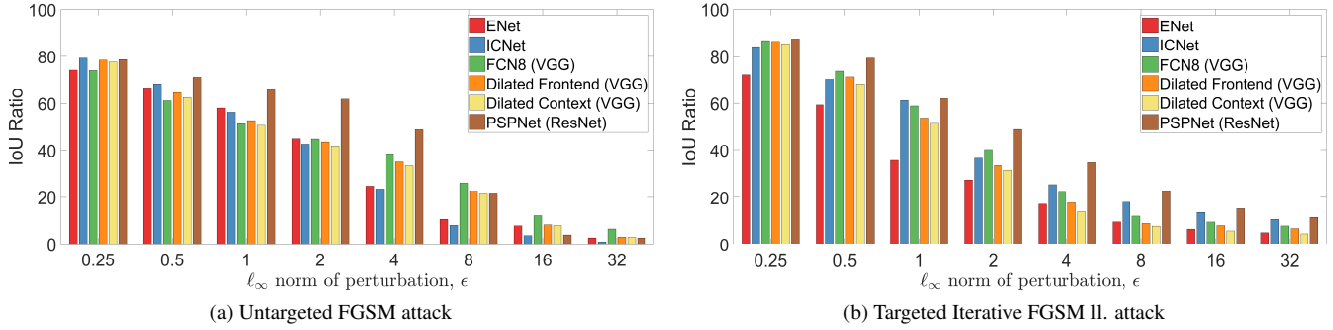 100
80
60
40
20
0
IoU Ratio
ENet
ICNet
FCN8 (VGG)
Dilated Frontend (VGG)
Dilated Context (VGG)
PSPNet (ResNet)
0.25 0.5 1 2 4 8 16 32
ℓ∞ norm of perturbation, ϵ
(a) Untargeted FGSM attack
100
80
60
40
20
0
IoU Ratio
ENet
ICNet
FCN8 (VGG)
Dilated Frontend (VGG)
Dilated Context (VGG)
PSPNet (ResNet)
0.25 0.5 1 2 4 8 16 32
ℓ∞ norm of perturbation, ϵ
(b) Targeted Iterative FGSM ll. attack